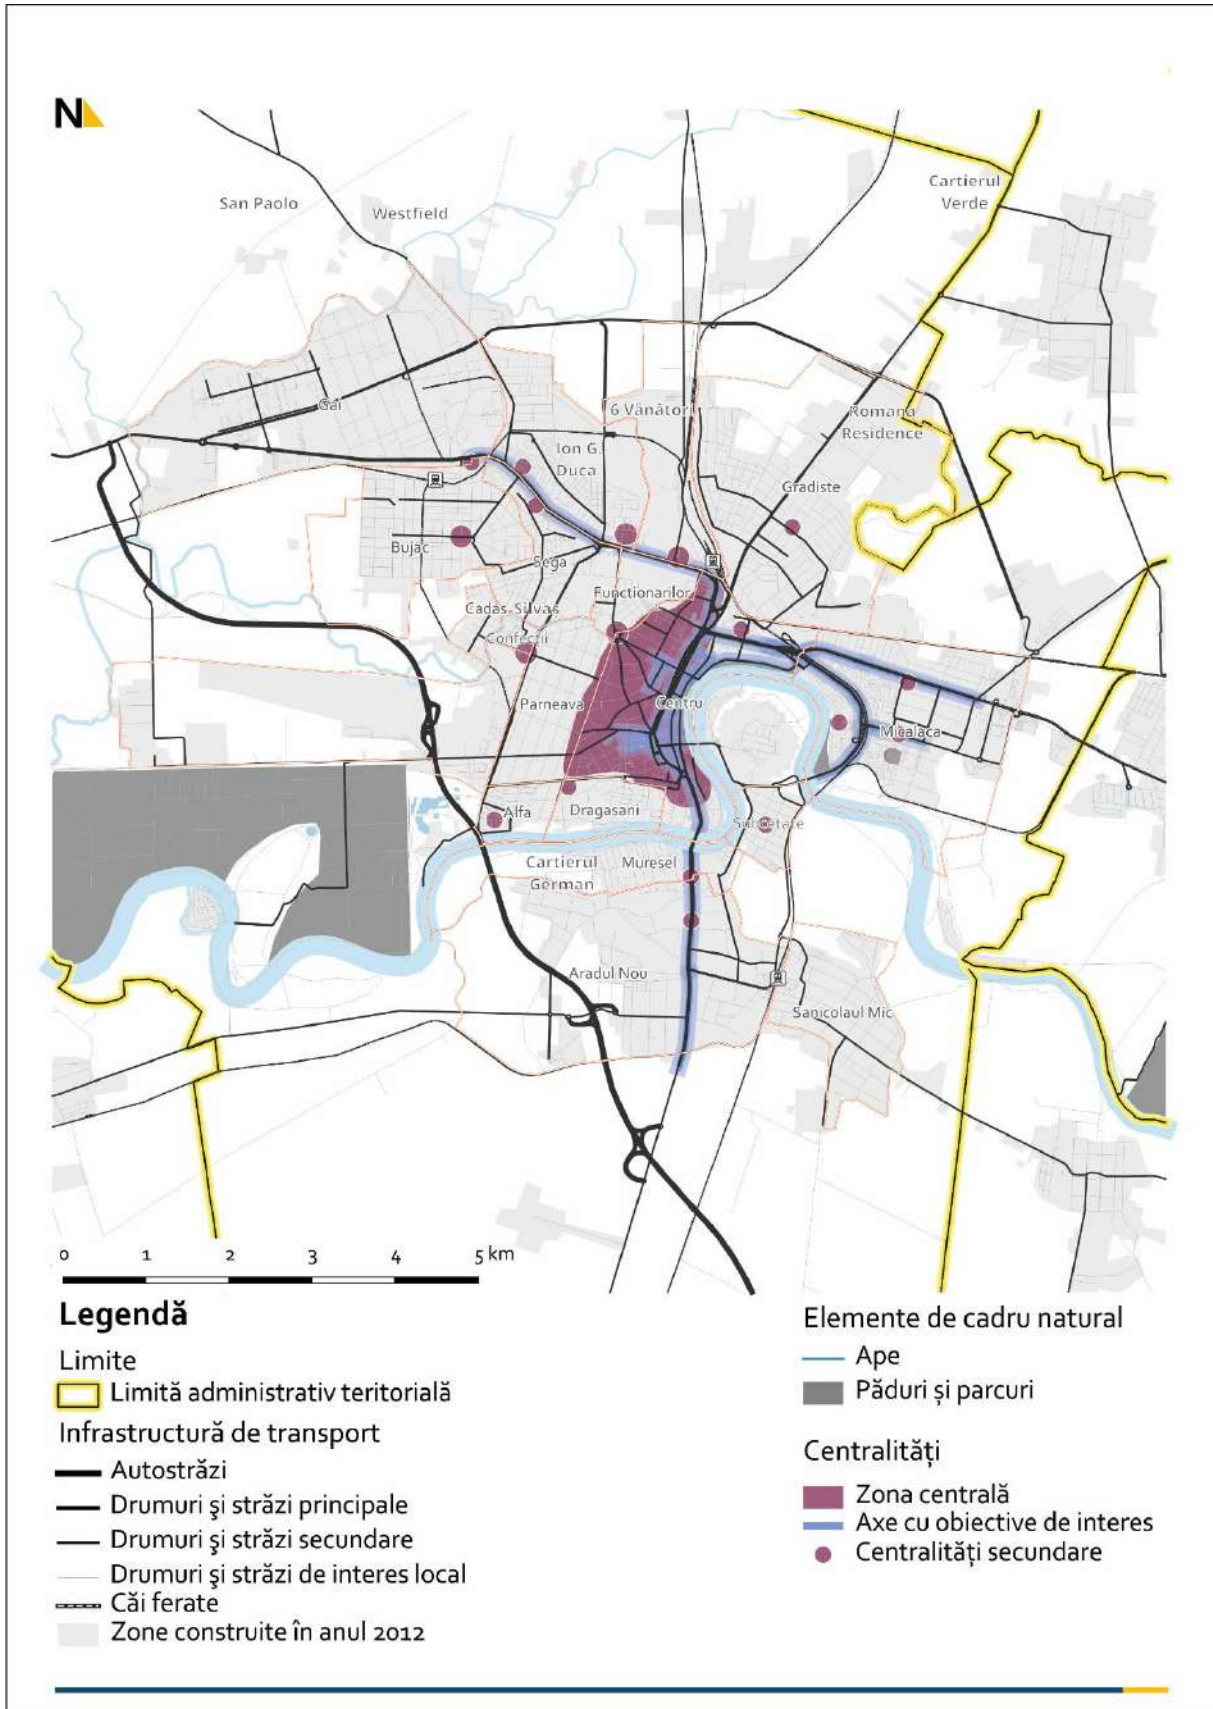 N
San Paolo
Westfield
Cartierul
Verde
Gai
6 Vânători
Romana
Residence
Ion G.
Duca
Gradiste
Bujac
Sega
Functionarilor
Cadas-Silvas
Confectii
Parneava
Centru
Micalaca
Alfa
Dragasani
Subcetate
Cartierul
German
Muresel
Aradul Nou
Sanicolaul Mic
0 1 2 3 4 5 km
Legendă
Limite
Limită administrativ teritorială
Infrastructură de transport
Autostrăzi
Drumuri și străzi principale
Drumuri și străzi secundare
Drumuri și străzi de interes local
Căi ferate
Zone construite în anul 2012
Elemente de cadru natural
Ape
Păduri și parcuri
Centralități
Zona centrală
Axe cu obiective de interes
Centralități secundare